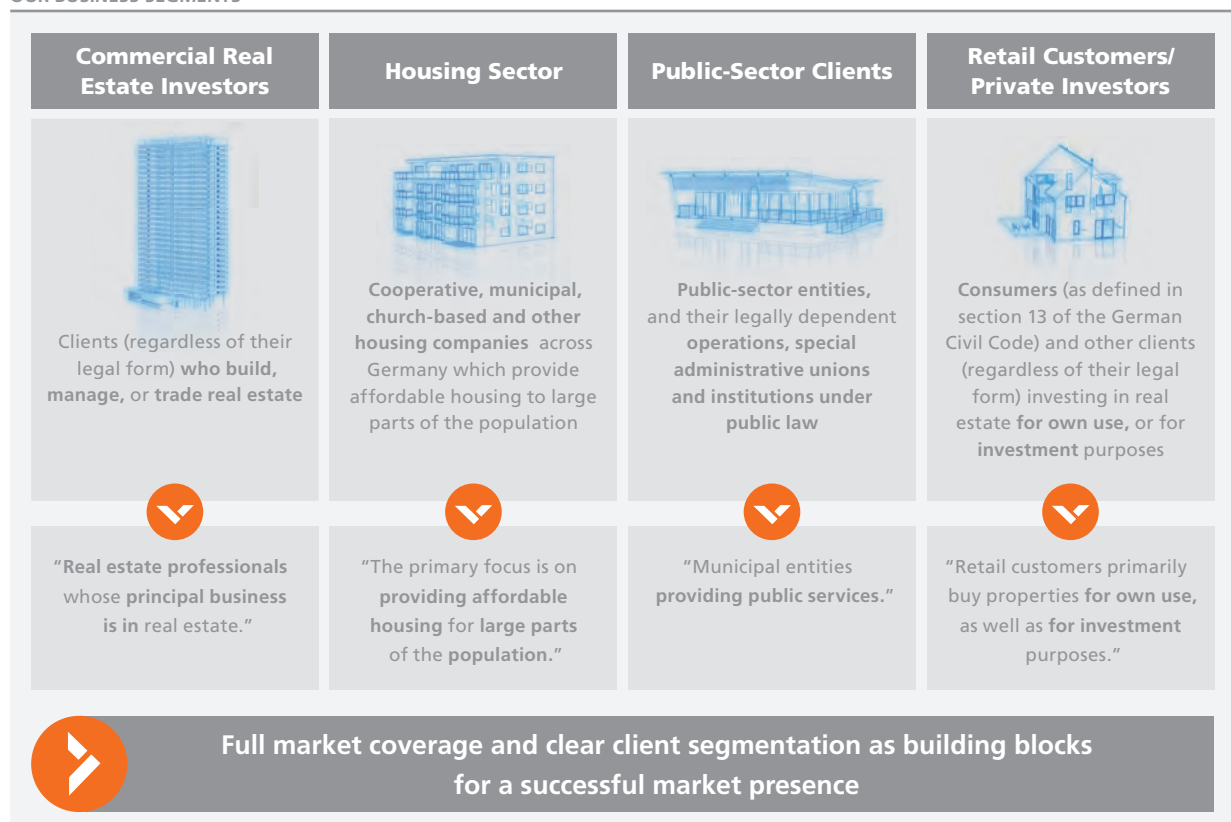 OUR BUSINESS SEGMENTS
Commercial Real
Estate Investors
Housing Sector
Public-Sector Clients
Retail Customers/
Private Investors
Clients (regardless of their
legal form) who build,
manage, or trade real estate
Cooperative, municipal,
church-based and other
housing companies across
Germany which provide
affordable housing to large
parts of the population
Public-sector entities,
and their legally dependent
operations, special
administrative unions
and institutions under
public law
Consumers (as defined in
section 13 of the German
Civil Code) and other clients
(regardless of their legal
form) investing in real
estate for own use, or for
investment purposes
“Real estate professionals
whose principal business
is in real estate.”
“The primary focus is on
providing affordable
housing for large parts
of the population.”
“Municipal entities
providing public services.”
“Retail customers primarily
buy properties for own use,
as well as for investment
purposes.”
Full market coverage and clear client segmentation as building blocks
for a successful market presence